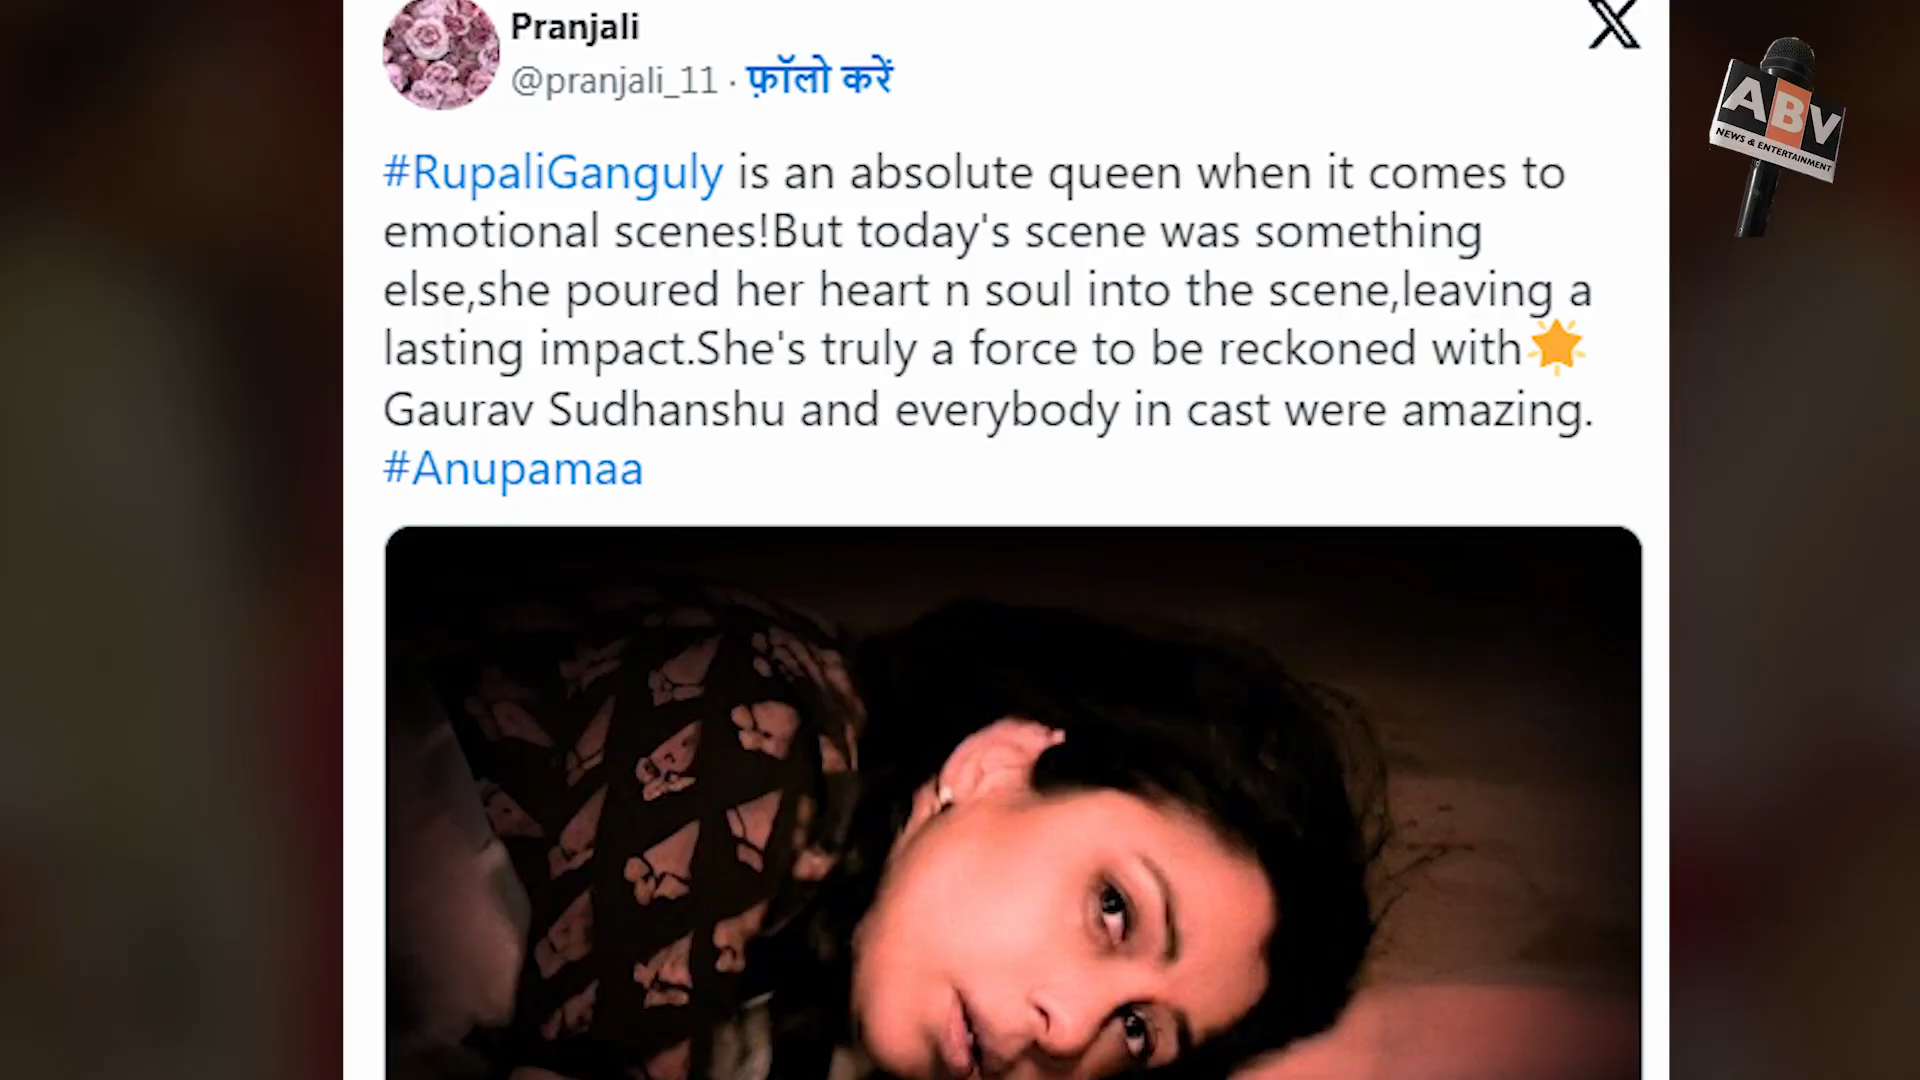 Pranjali
@pranjali_11 · फ़ॉलो करें
#RupaliGanguly is an absolute queen when it comes to
emotional scenes!But today's scene was something
else,she poured her heart n soul into the scene,leaving a
lasting impact.She's truly a force to be reckoned with🌟
Gaurav Sudhanshu and everybody in cast were amazing.
#Anupamaa
ABV
NEWS & ENTERTAINMENT